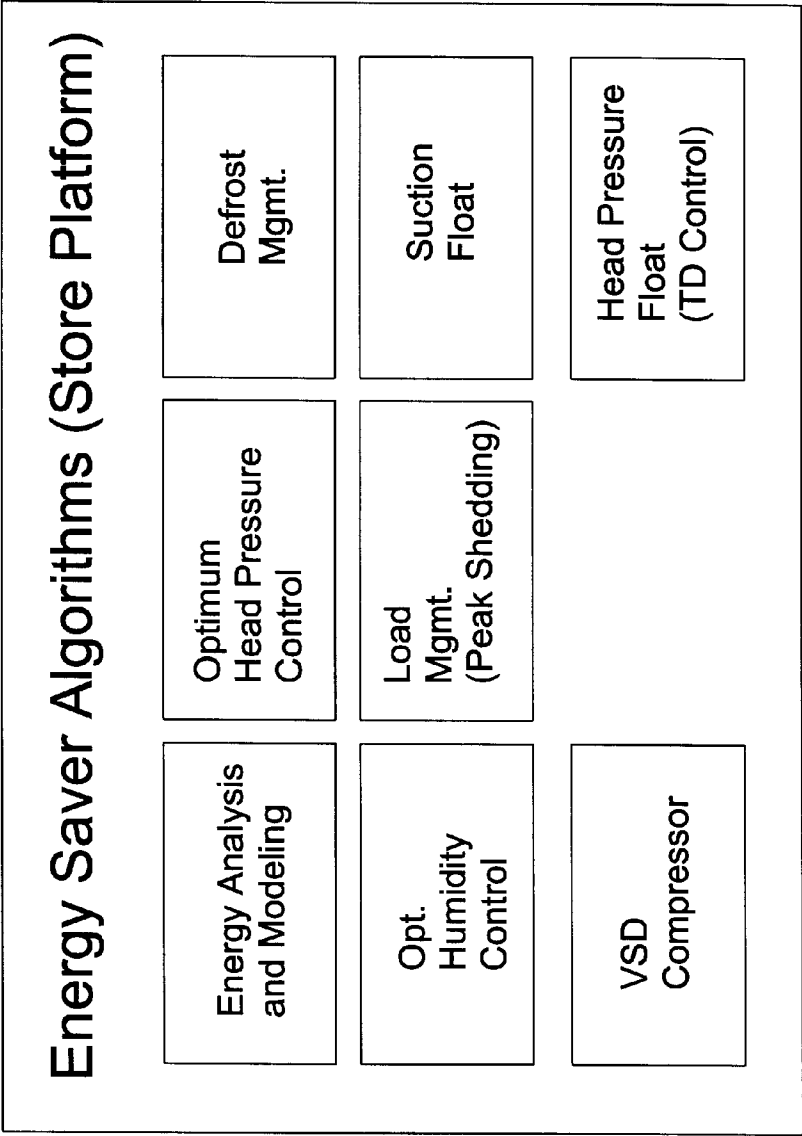 Energy Saver Algorithms (Store Platform)
Energy Analysis
and Modeling
Optimum
Head Pressure
Control
Defrost
Mgmt.
Opt.
Humidity
Control
Load
Mgmt.
(Peak Shedding)
Suction
Float
VSD
Compressor
Head Pressure
Float
(TD Control)